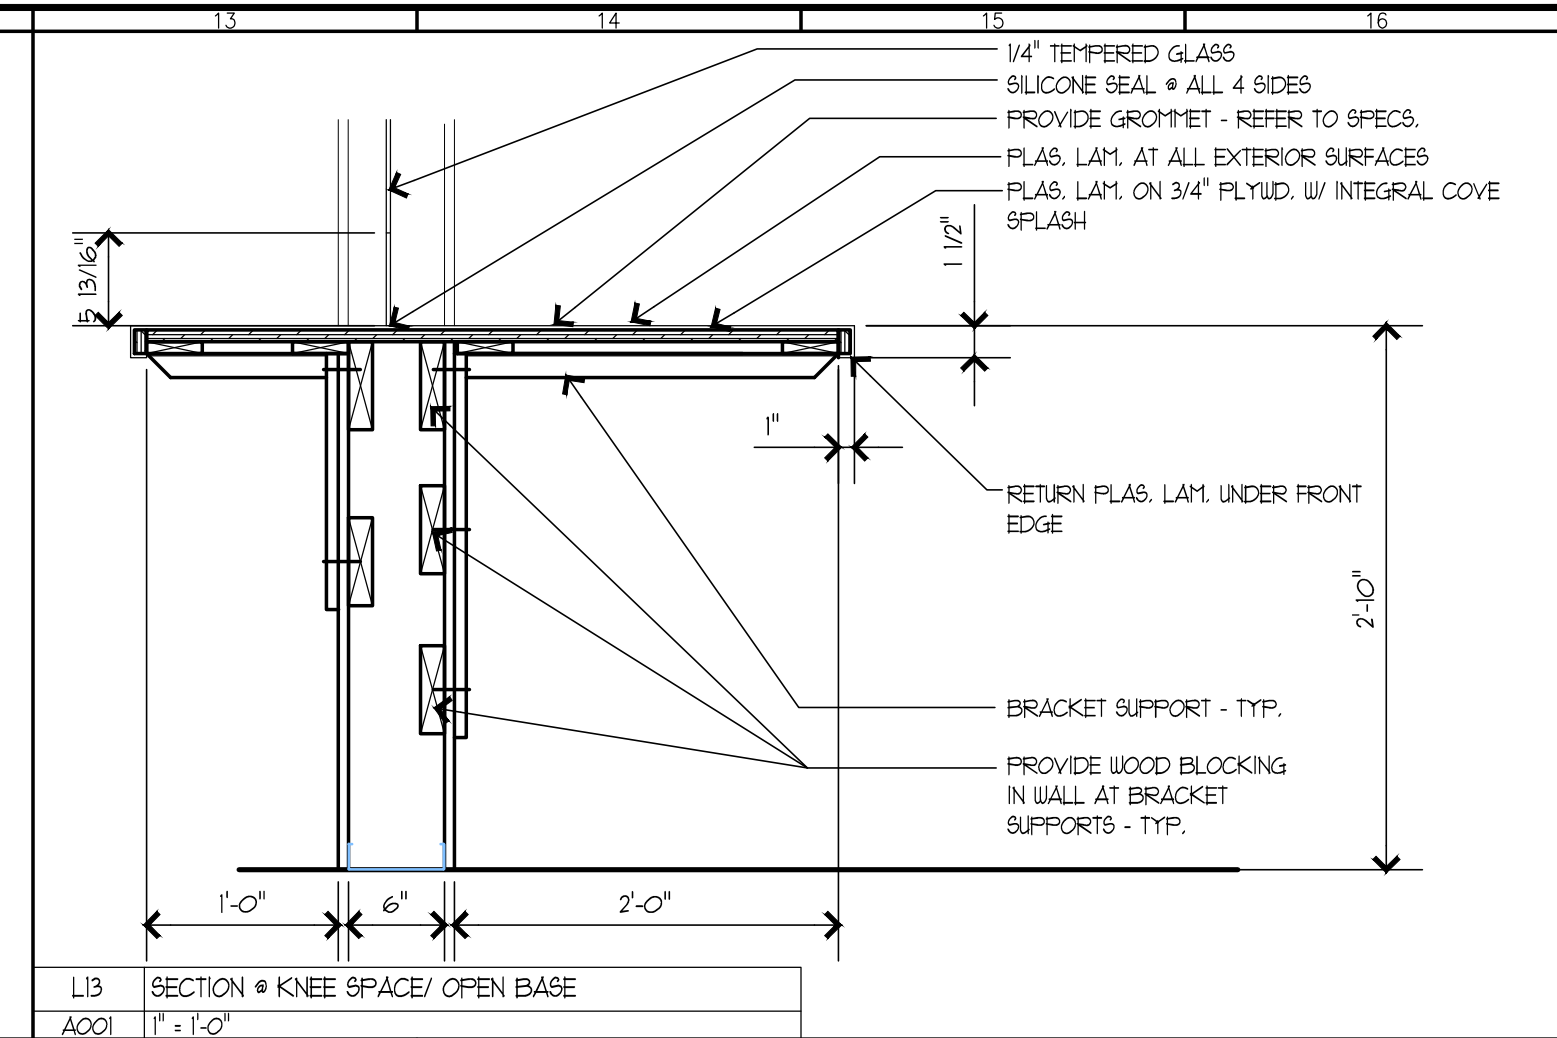 13
14
15
16
1/4" TEMPERED GLASS
SILICONE SEAL @ ALL 4 SIDES
PROVIDE GROMMET - REFER TO SPECS.
PLAS. LAM. AT ALL EXTERIOR SURFACES
PLAS. LAM. ON 3/4" PLYWD. W/ INTEGRAL COVE
SPLASH
5 13/16"
1 1/2"
1"
RETURN PLAS. LAM. UNDER FRONT
EDGE
2'-10"
BRACKET SUPPORT - TYP.
PROVIDE WOOD BLOCKING
IN WALL AT BRACKET
SUPPORTS - TYP.
1'-0"
6"
2'-0"
L13
SECTION @ KNEE SPACE/ OPEN BASE
A001
1" = 1'-0"